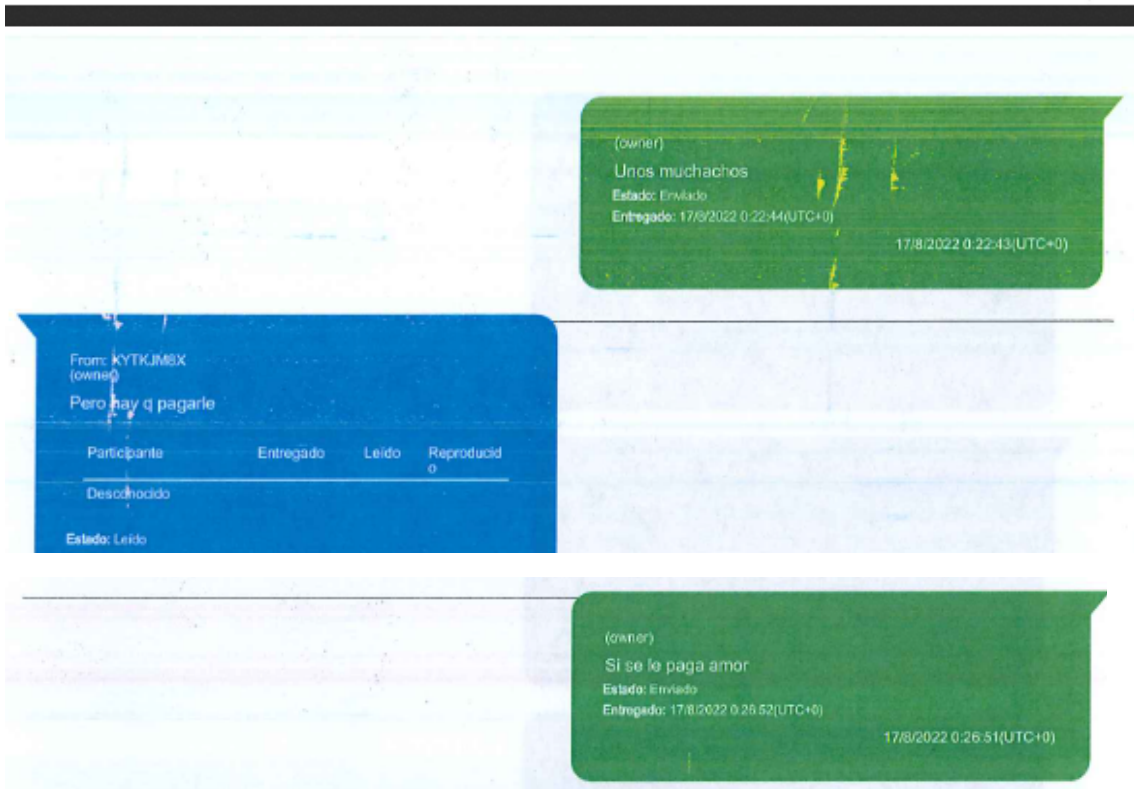 (owner)
Unos muchachos
Estado: Enviado
Entregado: 17/8/2022 0:22:44(UTC+0)
17/8/2022 0:22:43(UTC+0)
From: KYTKJM8X
(owner)
Pero hay q pagarle
Participante Entregado Leído Reproducid
o
Desconocido
Estado: Leído
(owner)
Si se le paga amor
Estado: Enviado
Entregado: 17/8/2022 0:26:52(UTC+0)
17/8/2022 0:26:51(UTC+0)